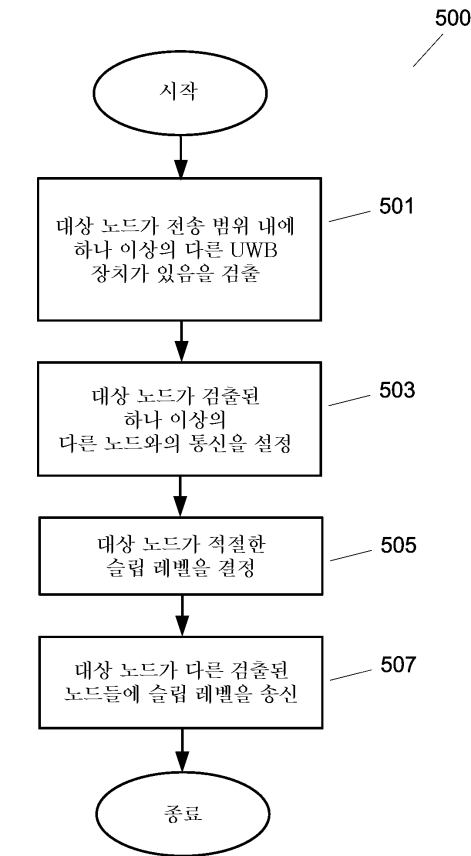 500
시작
대상 노드가 전송 범위 내에
하나 이상의 다른 UWB
장치가 있음을 검출
501
대상 노드가 검출된
하나 이상의
다른 노드와의 통신을 설정
503
대상 노드가 적절한
슬립 레벨을 결정
505
대상 노드가 다른 검출된
노드들에 슬립 레벨을 송신
507
종료